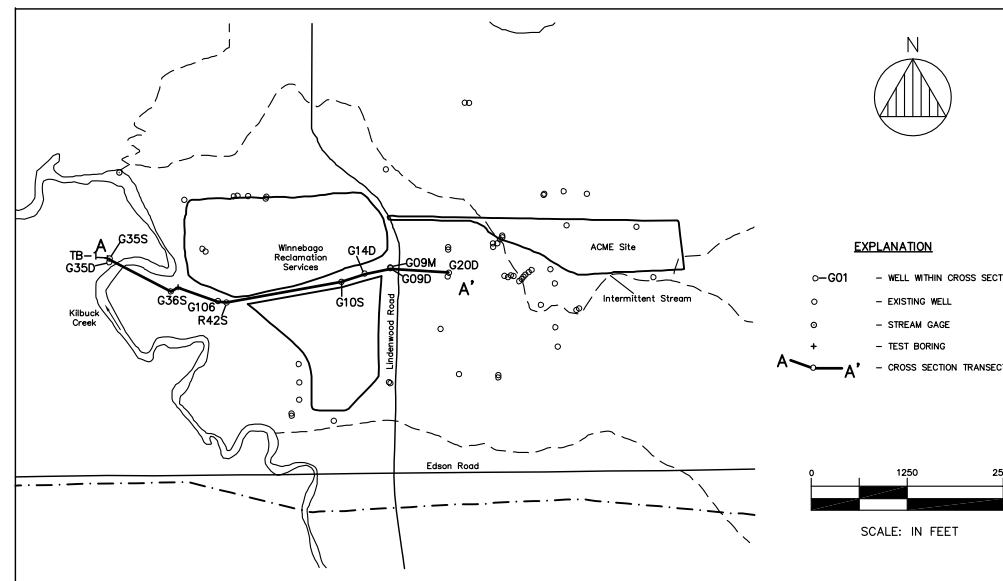 N
A
TB-1
G35S
G35D
Winnebago
Reclamation
Services
G14D
G09M
G20D
ACME Site
A'
G09D
G36S
G106
R42S
G10S
Intermittent Stream
Kilbuck
Creek
Lindenwood Road
Edson Road
EXPLANATION
G01 - WELL WITHIN CROSS SECT
- EXISTING WELL
- STREAM GAGE
- TEST BORING
A A' - CROSS SECTION TRANSECT
0 1250 25
SCALE: IN FEET